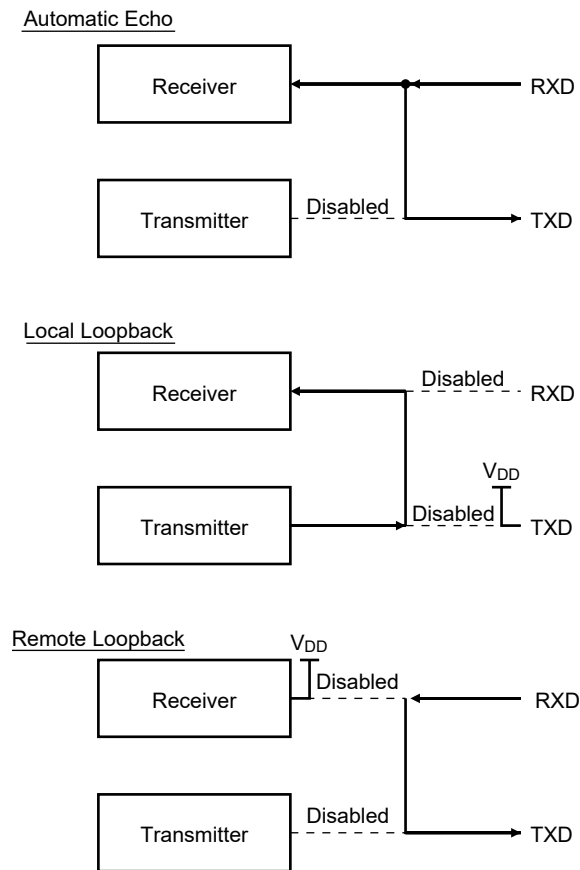 Automatic Echo
Receiver
RXD
Transmitter
Disabled
TXD
Local Loopback
Receiver
Disabled
RXD
VDD
Transmitter
Disabled
TXD
Remote Loopback
VDD
Receiver
Disabled
RXD
Transmitter
Disabled
TXD